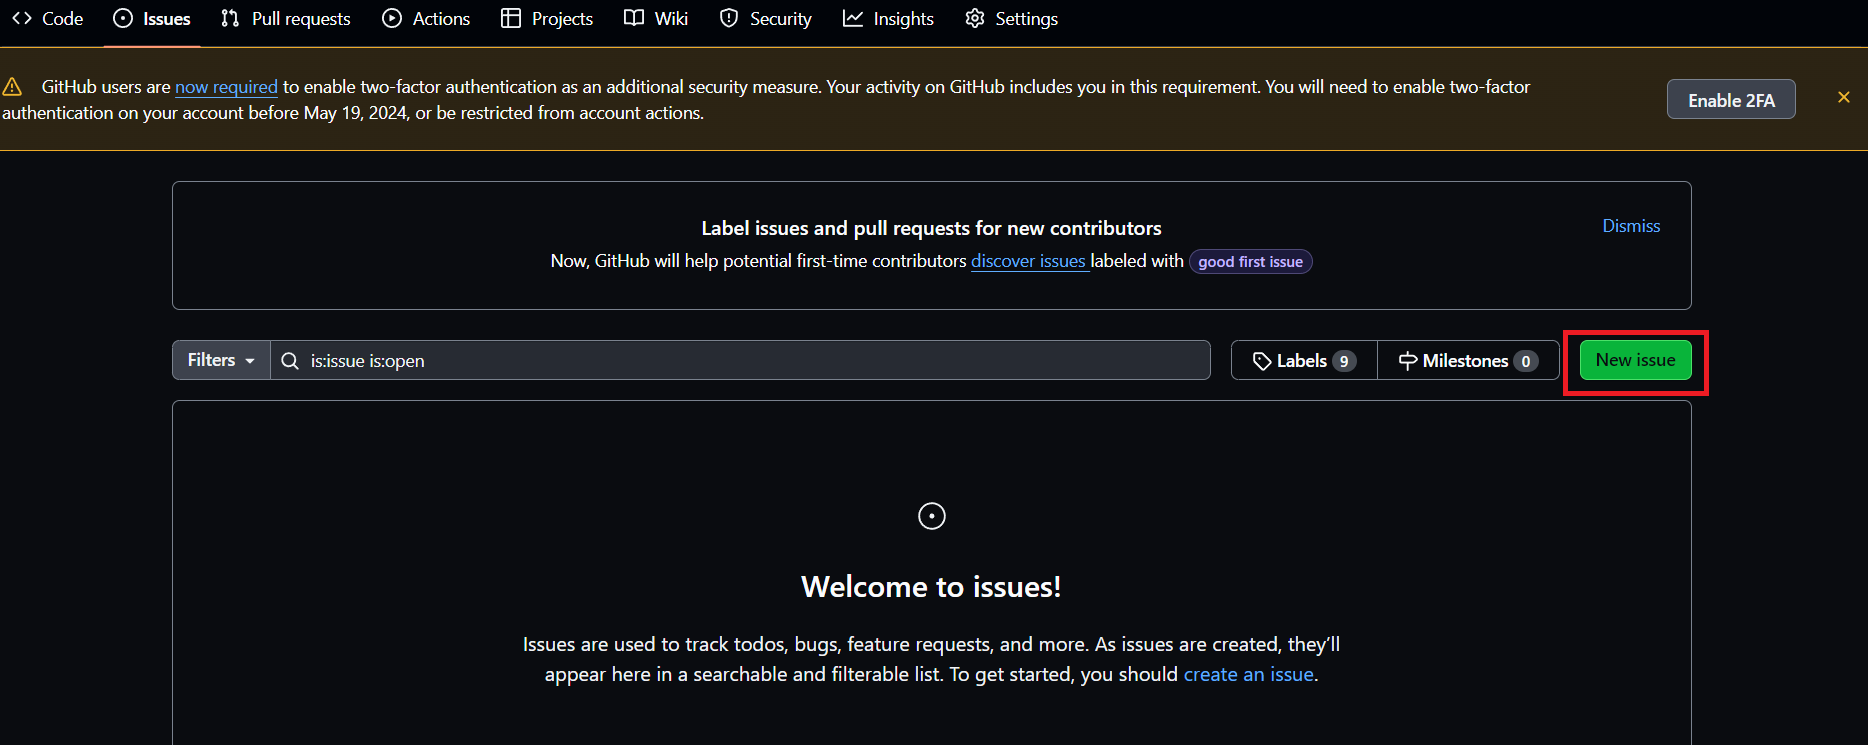 Code Issues Pull requests Actions Projects Wiki Security Insights Settings
GitHub users are now required to enable two-factor authentication as an additional security measure. Your activity on GitHub includes you in this requirement. You will need to enable two-factor
authentication on your account before May 19, 2024, or be restricted from account actions.
Enable 2FA
Label issues and pull requests for new contributors
Dismiss
Now, GitHub will help potential first-time contributors discover issues labeled with good first issue
Filters is:issue is:open Labels 9 Milestones 0 New issue
Welcome to issues!
Issues are used to track todos, bugs, feature requests, and more. As issues are created, they’ll
appear here in a searchable and filterable list. To get started, you should create an issue.